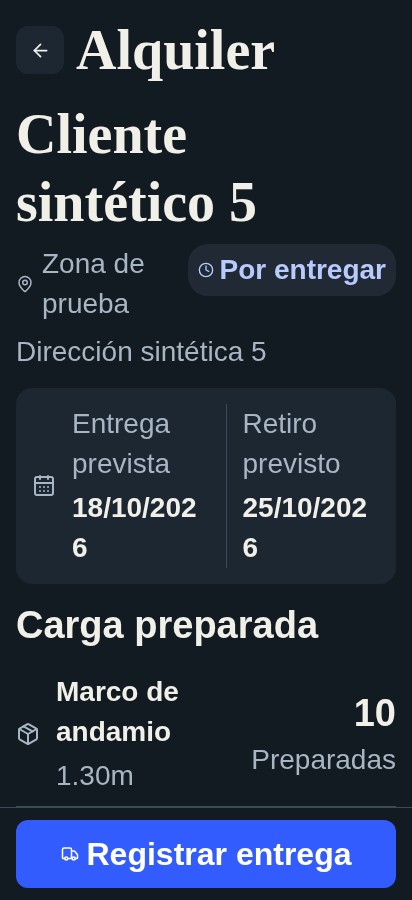 Alquiler
Cliente
sintético 5
Zona de
prueba
Por entregar
Dirección sintética 5
Entrega
prevista
18/10/202
6
Retiro
previsto
25/10/202
6
Carga preparada
Marco de
andamio
1.30m
10
Preparadas
Registrar entrega